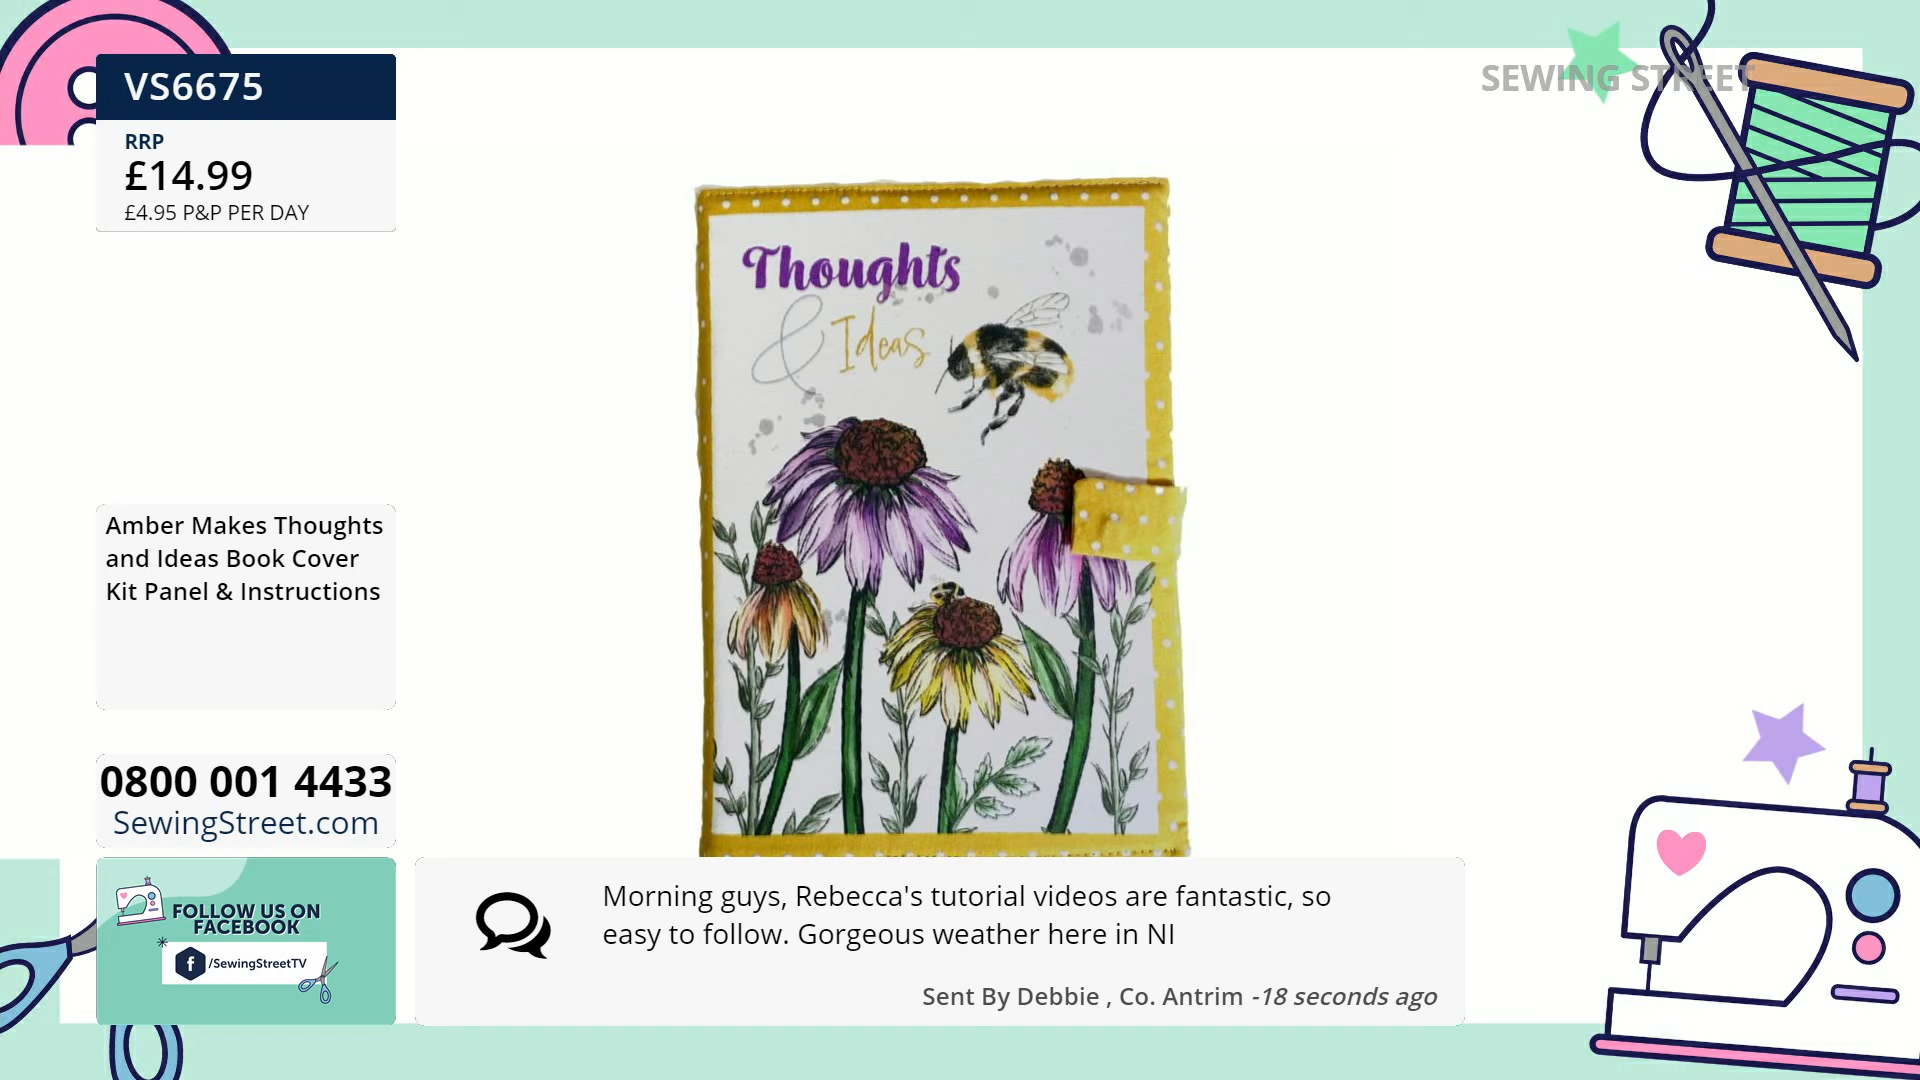 VS6675
RRP
£14.99
£4.95 P&P PER DAY
SEWING STREET
Thoughts
& Ideas
Amber Makes Thoughts
and Ideas Book Cover
Kit Panel & Instructions
0800 001 4433
SewingStreet.com
FOLLOW US ON
FACEBOOK
f /SewingStreetTV
Morning guys, Rebecca's tutorial videos are fantastic, so
easy to follow. Gorgeous weather here in NI
Sent By Debbie , Co. Antrim -18 seconds ago